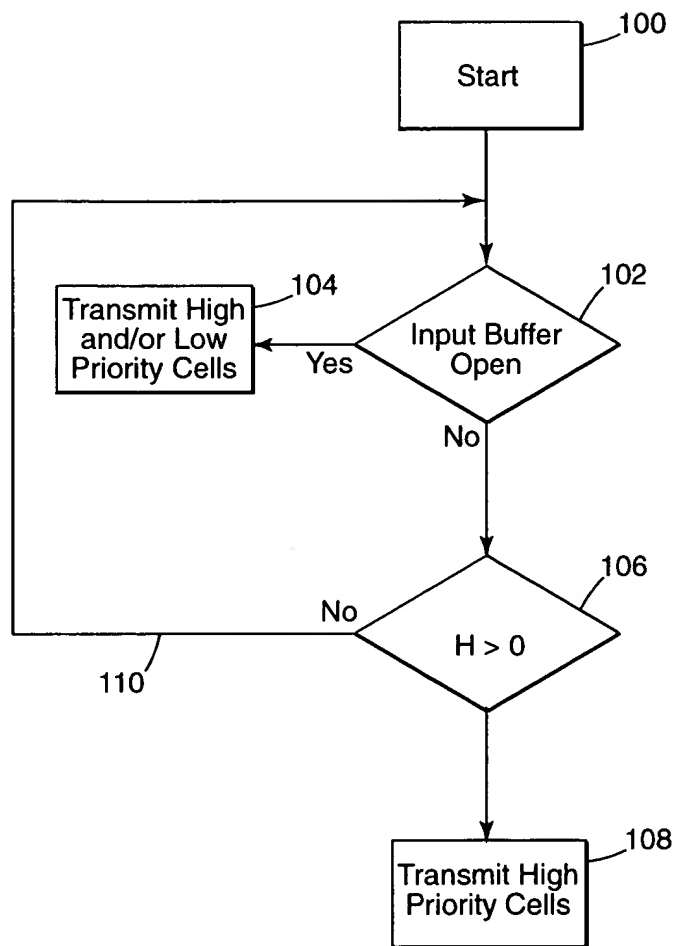 100
Start
102
Input Buffer
Open
104
Transmit High
and/or Low
Priority Cells
Yes
No
106
H > 0
No
110
108
Transmit High
Priority Cells